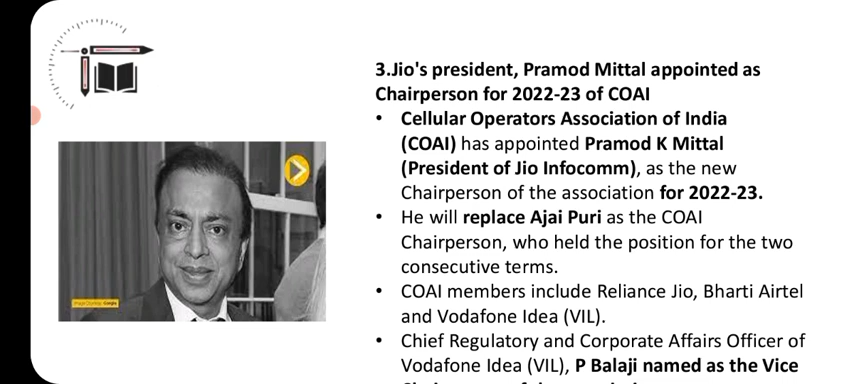 3.Jio's president, Pramod Mittal appointed as
Chairperson for 2022-23 of COAI
• Cellular Operators Association of India
(COAI) has appointed Pramod K Mittal
(President of Jio Infocomm), as the new
Chairperson of the association for 2022-23.
• He will replace Ajai Puri as the COAI
Chairperson, who held the position for the two
consecutive terms.
• COAI members include Reliance Jio, Bharti Airtel
and Vodafone Idea (VIL).
• Chief Regulatory and Corporate Affairs Officer of
Vodafone Idea (VIL), P Balaji named as the Vice